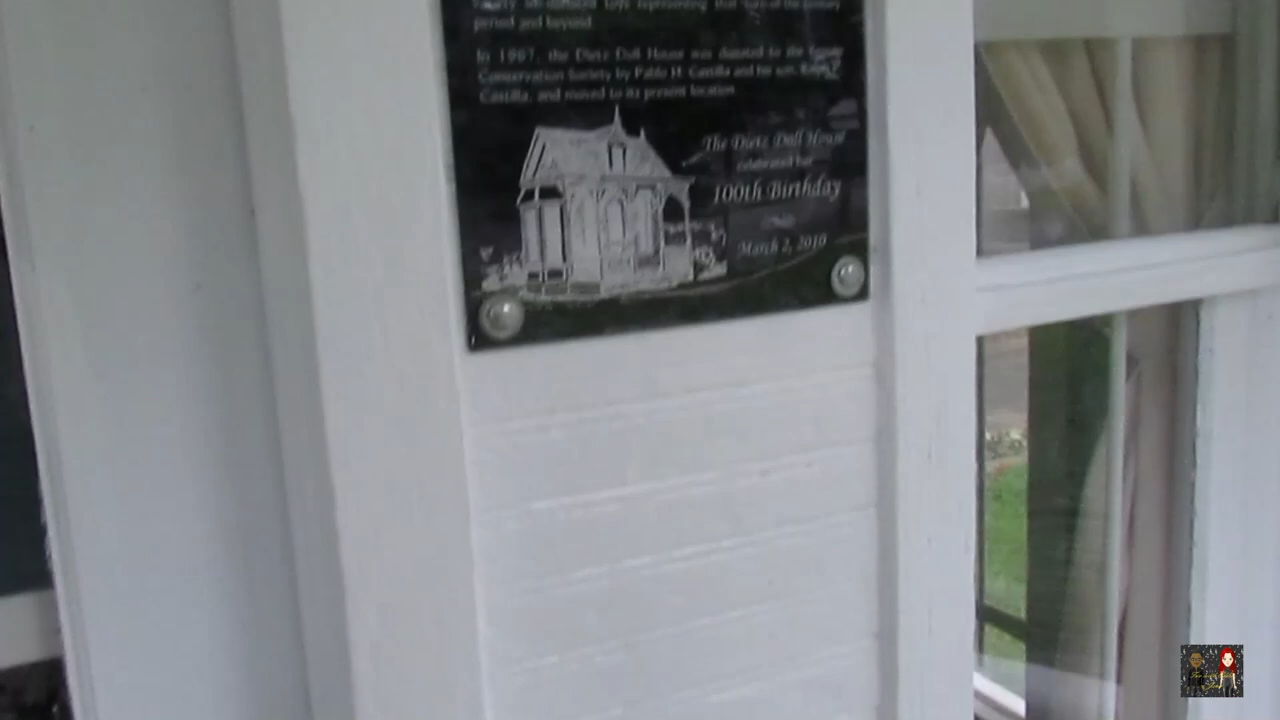 period and beyond.
In 1967, the Dietz Doll House was donated to the
Conservation Society by Pablo H. Castilla and his son,
Castilla, and moved to its present location.
The Dietz Doll House
celebrated her
100th Birthday
March 2, 2010